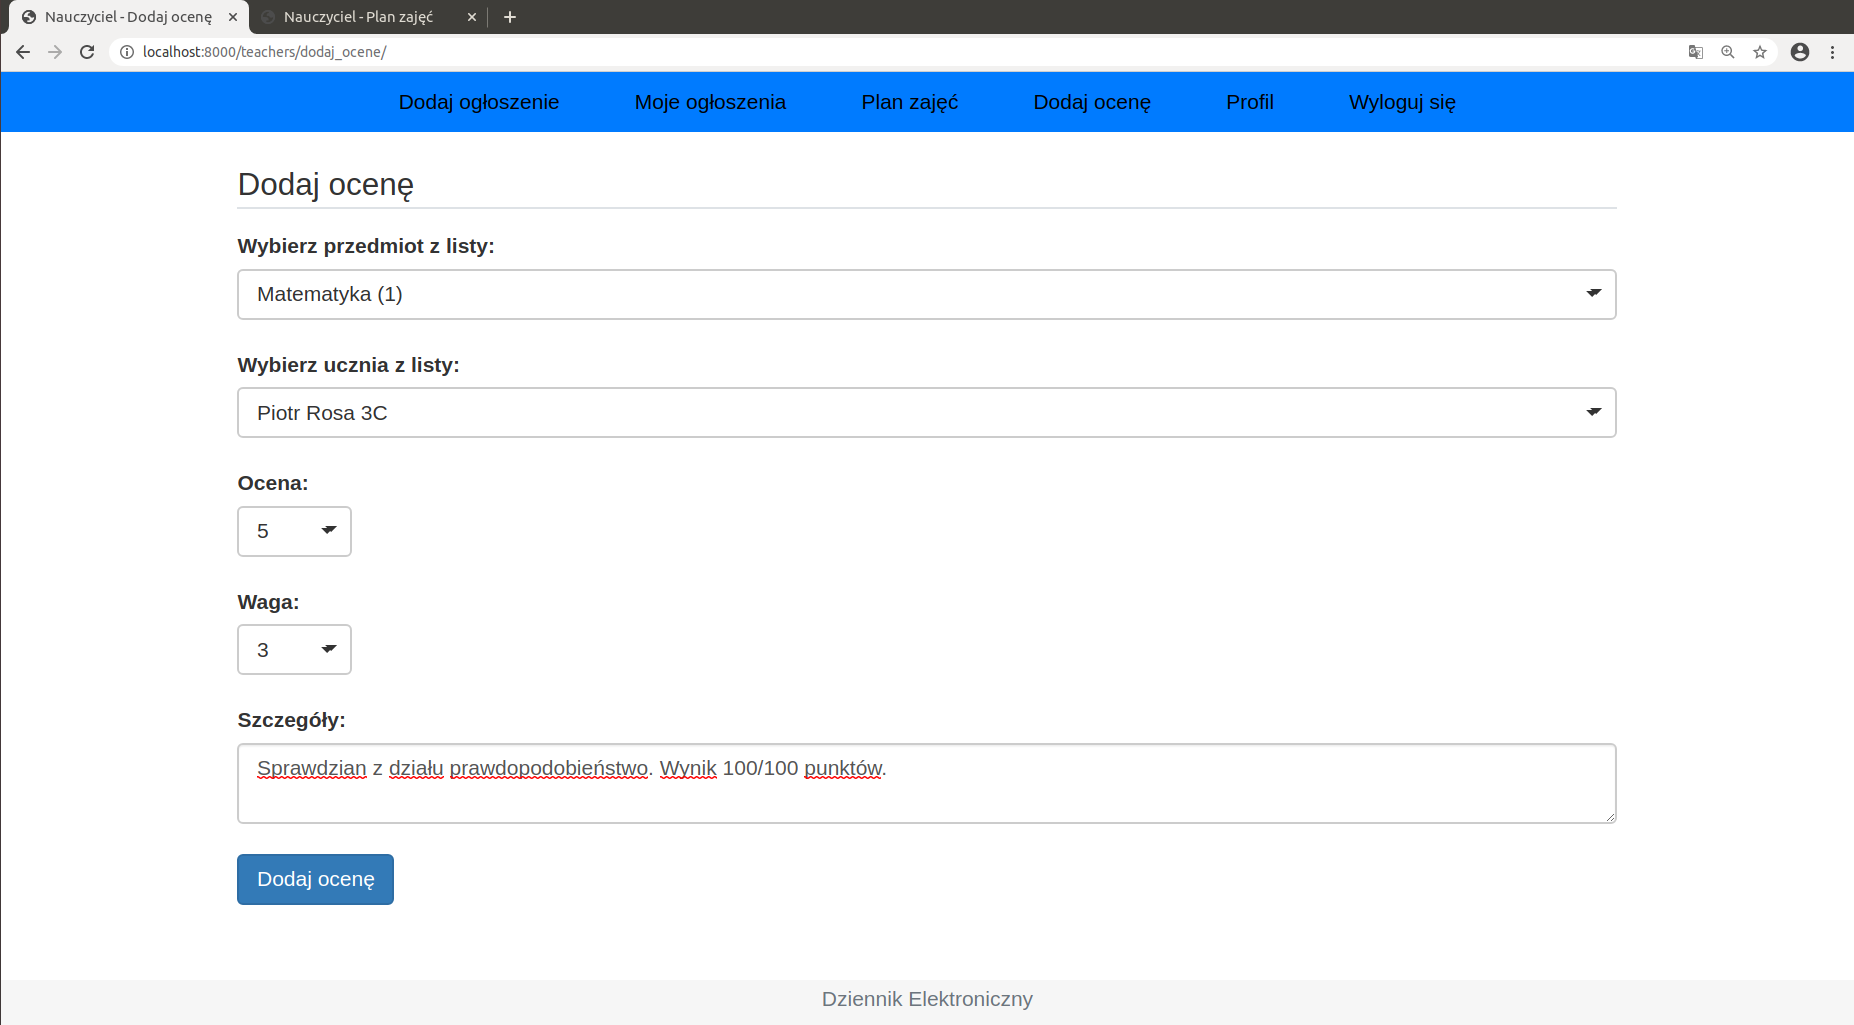 Nauczyciel - Dodaj ocenę
Nauczyciel - Plan zajęć
localhost:8000/teachers/dodaj_ocene/
Dodaj ogłoszenie Moje ogłoszenia Plan zajęć Dodaj ocenę Profil Wyloguj się
Dodaj ocenę
Wybierz przedmiot z listy:
Matematyka (1)
Wybierz ucznia z listy:
Piotr Rosa 3C
Ocena:
5
Waga:
3
Szczegóły:
Sprawdzian z działu prawdopodobieństwo. Wynik 100/100 punktów.
Dodaj ocenę
Dziennik Elektroniczny